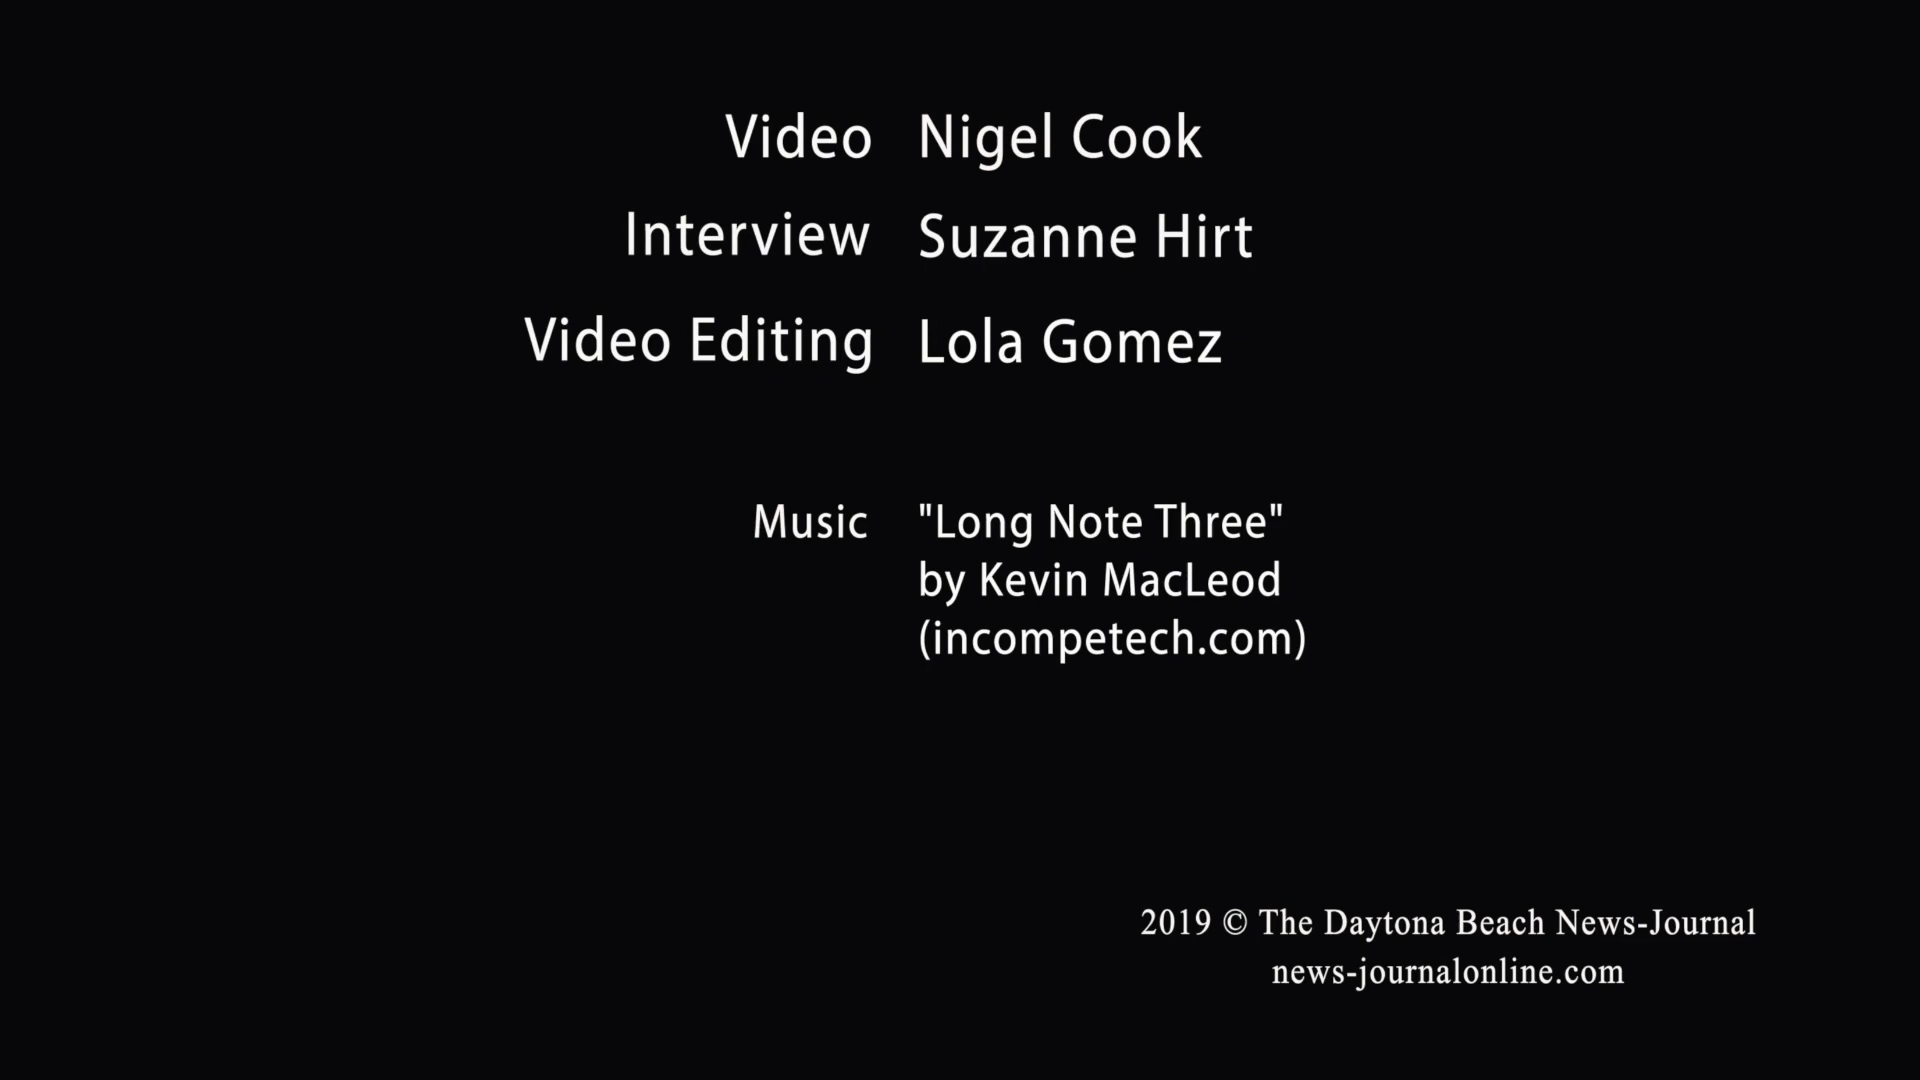 Video Nigel Cook
Interview Suzanne Hirt
Video Editing Lola Gomez
Music "Long Note Three"
by Kevin MacLeod
(incompetech.com)
2019 © The Daytona Beach News-Journal
news-journalonline.com